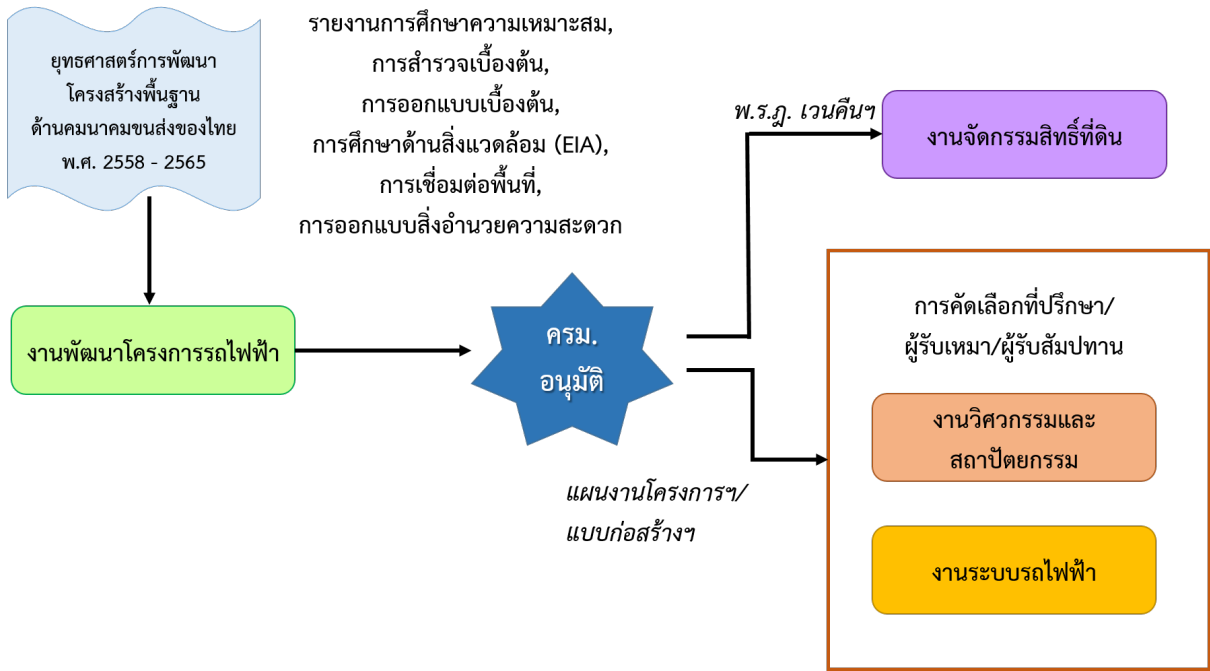 ยุทธศาสตร์การพัฒนา
โครงสร้างพื้นฐาน
ด้านคมนาคมขนส่งของไทย
พ.ศ. 2558 - 2565
รายงานการศึกษาความเหมาะสม,
การสำรวจเบื้องต้น,
การออกแบบเบื้องต้น,
การศึกษาด้านสิ่งแวดล้อม (EIA),
การเชื่อมต่อพื้นที่,
การออกแบบสิ่งอำนวยความสะดวก
งานพัฒนาโครงการรถไฟฟ้า
ครม.
อนุมัติ
พ.ร.ฎ. เวนคืนฯ
งานจัดกรรมสิทธิ์ที่ดิน
แผนงานโครงการฯ/
แบบก่อสร้างฯ
การคัดเลือกที่ปรึกษา/
ผู้รับเหมา/ผู้รับสัมปทาน
งานวิศวกรรมและ
สถาปัตยกรรม
งานระบบรถไฟฟ้า